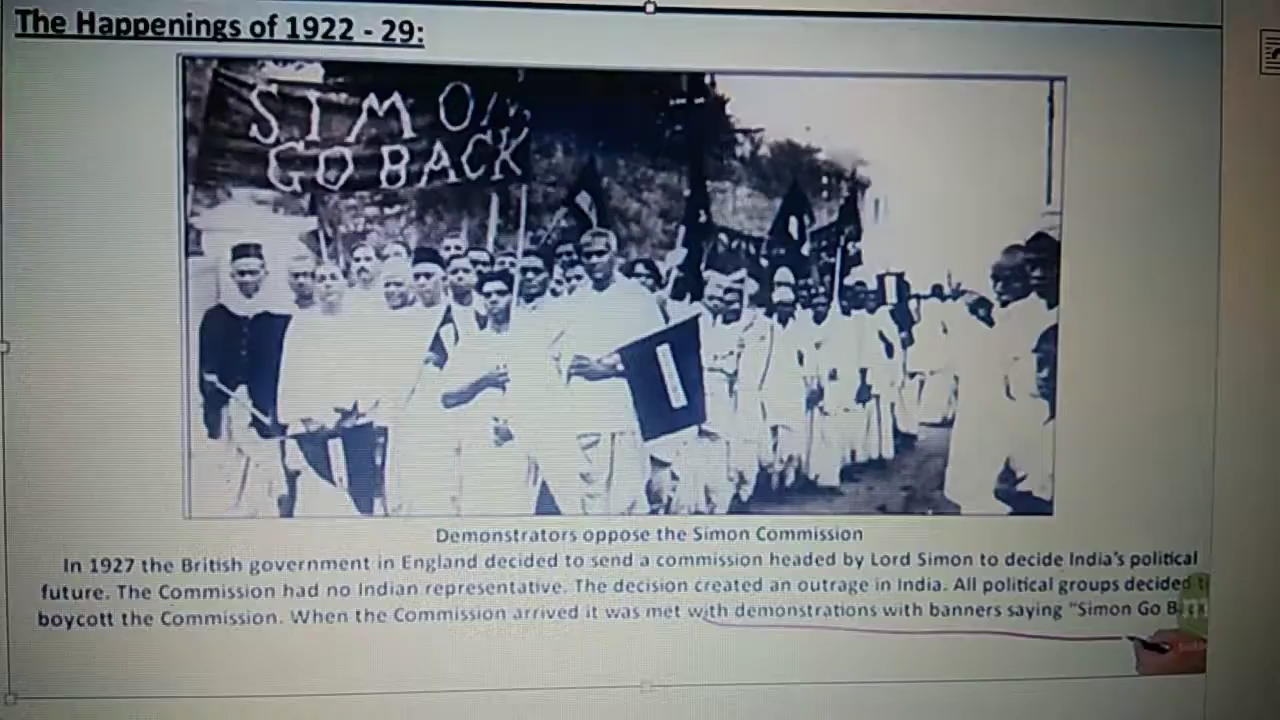 The Happenings of 1922 - 29:
SIMON
GO BACK
Demonstrators oppose the Simon Commission
In 1927 the British government in England decided to send a commission headed by Lord Simon to decide India's political
future. The Commission had no Indian representative. The decision created an outrage in India. All political groups decided
boycott the Commission. When the Commission arrived it was met with demonstrations with banners saying "Simon Go